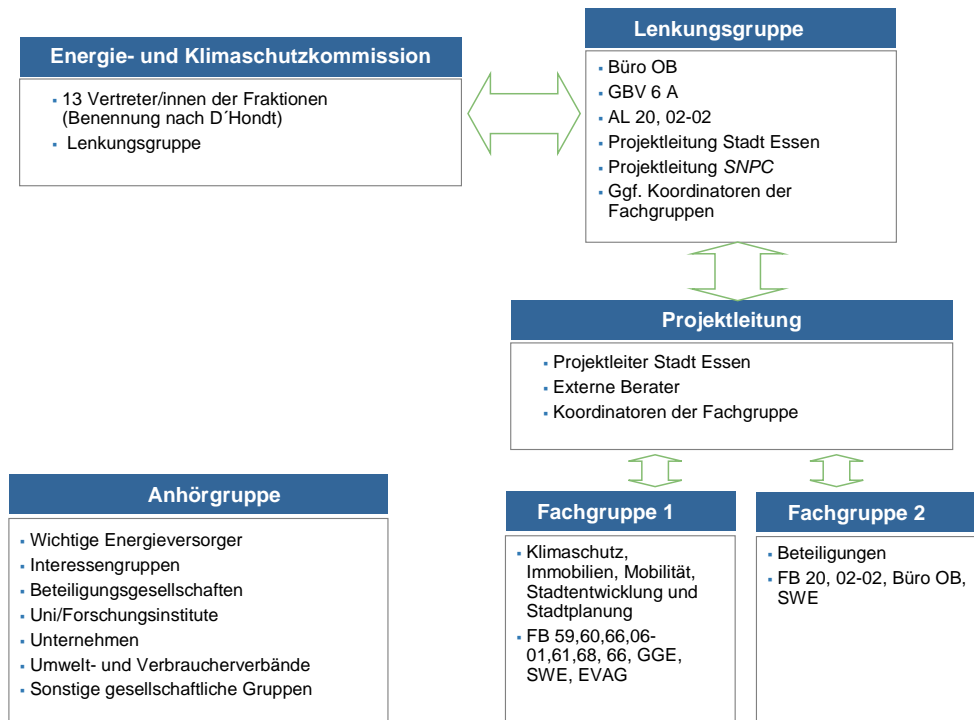 Energie- und Klimaschutzkommission
▪ 13 Vertreter/innen der Fraktionen
(Benennung nach D´Hondt)
▪ Lenkungsgruppe
Lenkungsgruppe
▪ Büro OB
▪ GBV 6 A
▪ AL 20, 02-02
▪ Projektleitung Stadt Essen
▪ Projektleitung SNPC
▪ Ggf. Koordinatoren der
Fachgruppen
Projektleitung
▪ Projektleiter Stadt Essen
▪ Externe Berater
▪ Koordinatoren der Fachgruppe
Anhörgruppe
▪ Wichtige Energieversorger
▪ Interessengruppen
▪ Beteiligungsgesellschaften
▪ Uni/Forschungsinstitute
▪ Unternehmen
▪ Umwelt- und Verbraucherverbände
▪ Sonstige gesellschaftliche Gruppen
Fachgruppe 1
▪ Klimaschutz,
Immobilien, Mobilität,
Stadtentwicklung und
Stadtplanung
▪ FB 59,60,66,06-
01,61,68, 66, GGE,
SWE, EVAG
Fachgruppe 2
▪ Beteiligungen
▪ FB 20, 02-02, Büro OB,
SWE